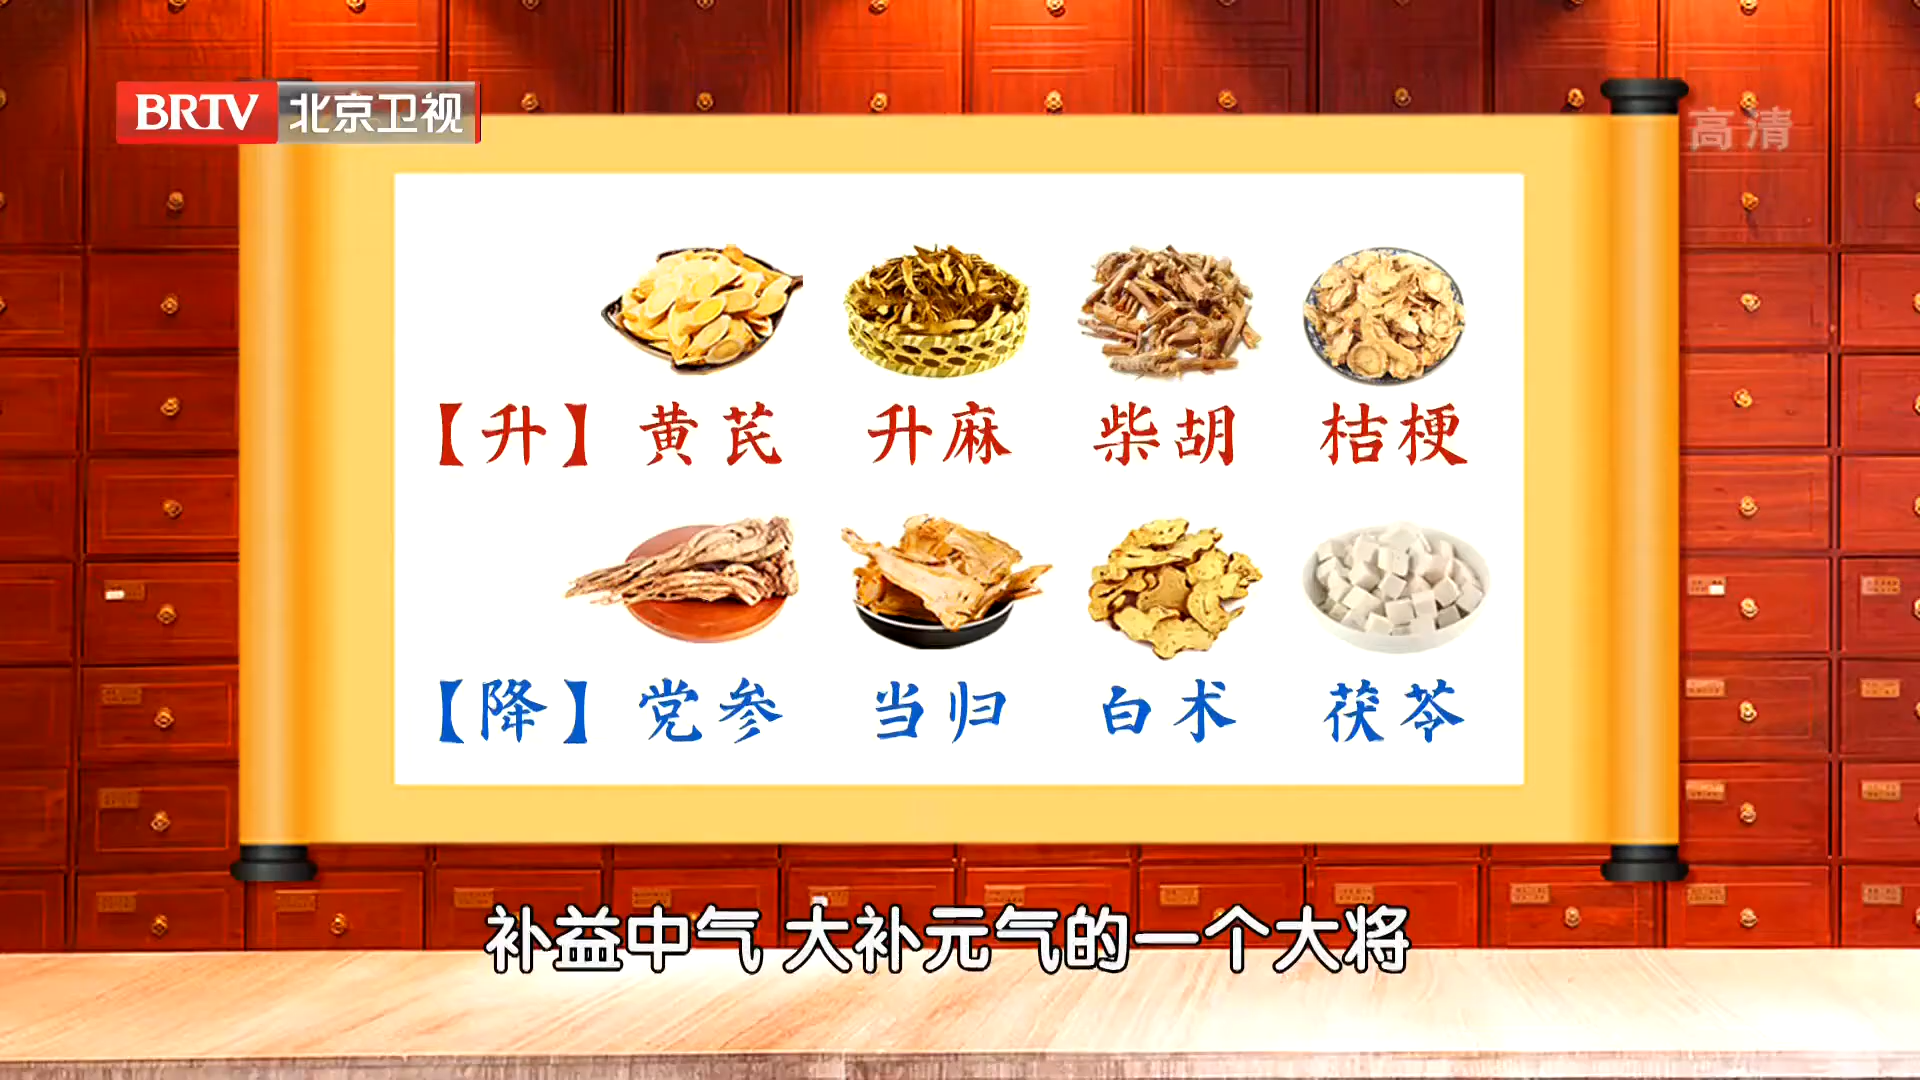 BRTV 北京卫视
高清
【升】 黄芪 升麻 柴胡 桔梗
【降】 党参 当归 白术 茯苓
补益中气 大补元气的一个大将